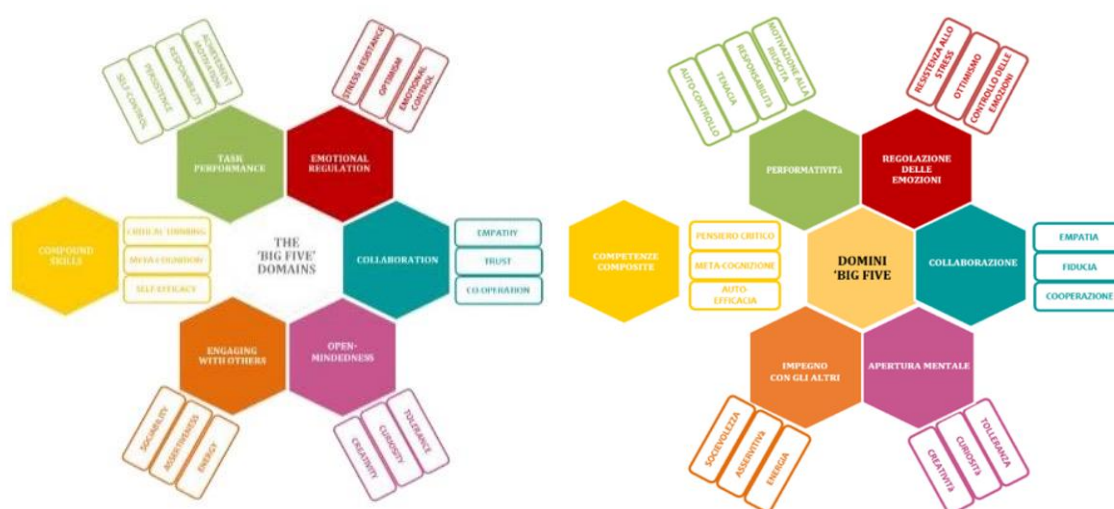 SELF-CONTROL
PERSISTENCE
RESPONSIBILITY
ACHIEVEMENT
MOTIVATION
STRESS RESISTANCE
OPTIMISM
EMOTIONAL
CONTROL
TASK
PERFORMANCE
EMOTIONAL
REGULATION
COMPOUND
SKILLS
CRITICAL THINKING
META-COGNITION
SELF-EFFICACY
THE
'BIG FIVE'
DOMAINS
COLLABORATION
EMPATHY
TRUST
CO-OPERATION
ENGAGING
WITH OTHERS
OPEN-
MINDEDNESS
SOCIABILITY
ASSERTIVENESS
ENERGY
CREATIVITY
CURIOSITY
TOLERANCE
AUTO-CONTROLLO
TENACIA
RESPONSABILITÀ
MOTIVAZIONE ALLA
RIUSCITA
RESISTENZA ALLO
STRESS
OTTIMISMO
CONTROLLO DELLE
EMOZIONI
PERFORMATIVITà
REGOLAZIONE
DELLE
EMOZIONI
COMPETENZE
COMPOSITE
PENSIERO CRITICO
META-COGNIZIONE
AUTO
EFFICACIA
DOMINI
'BIG FIVE
COLLABORAZIONE
EMPATIA
FIDUCIA
COOPERAZIONE
IMPEGNO
CON GLI ALTRI
APERTURA MENTALE
SOCIEVOLEZZA
ASSERVITIVà
ENERGIA
CREATIVITà
CURIOSITà
TOLLERANZA